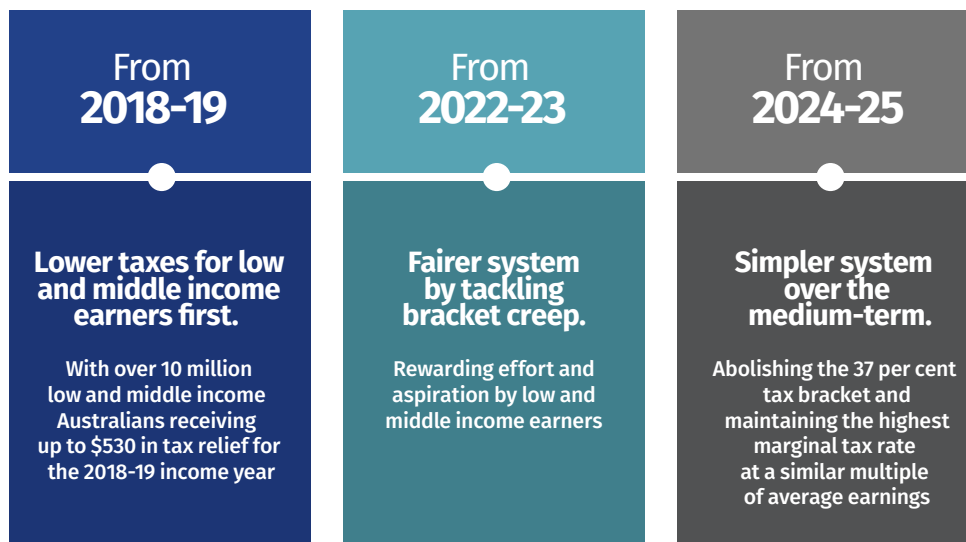 From
2018-19
Lower taxes for low
and middle income
earners first.
With over 10 million
low and middle income
Australians receiving
up to $530 in tax relief for
the 2018-19 income year
From
2022-23
Fairer system
by tackling
bracket creep.
Rewarding effort and
aspiration by low and
middle income earners
From
2024-25
Simpler system
over the
medium-term.
Abolishing the 37 per cent
tax bracket and
maintaining the highest
marginal tax rate
at a similar multiple
of average earnings